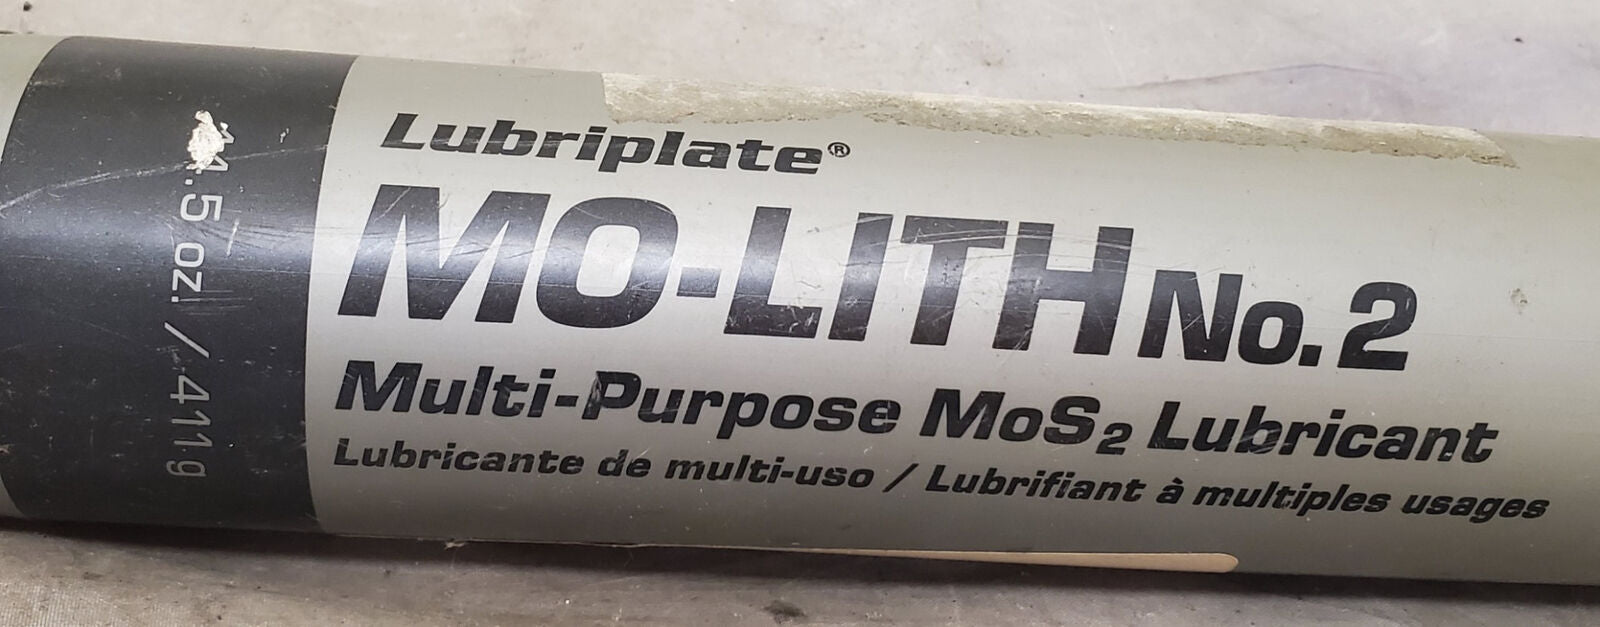 Lubriplate®
MO-LITH No.2
Multi-Purpose MoS₂ Lubricant
Lubricante de multi-uso / Lubrifiant à multiples usages
14.5 oz. / 411 g